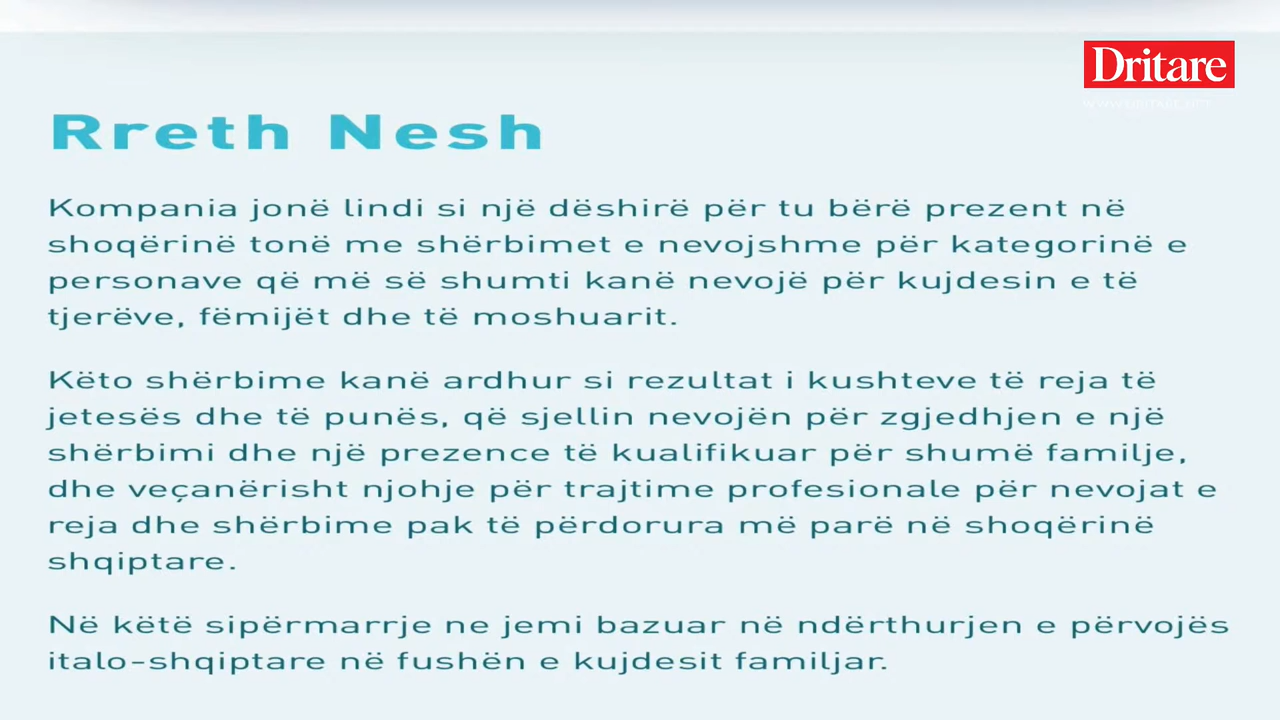 Dritare
Rreth Nesh
Kompania jonë lindi si një dëshirë për tu bërë prezent në
shoqërinë tonë me shërbimet e nevojshme për kategorinë e
personave që më së shumti kanë nevojë për kujdesin e të
tjerëve, fëmijët dhe të moshuarit.
Këto shërbime kanë ardhur si rezultat i kushteve të reja të
jetesës dhe të punës, që sjellin nevojën për zgjedhjen e një
shërbimi dhe një prezence të kualifikuar për shumë familje,
dhe veçanërisht njohje për trajtime profesionale për nevojat e
reja dhe shërbime pak të përdorura më parë në shoqërinë
shqiptare.
Në këtë sipërmarrje ne jemi bazuar në ndërthurjen e përvojës
italo-shqiptare në fushën e kujdesit familjar.